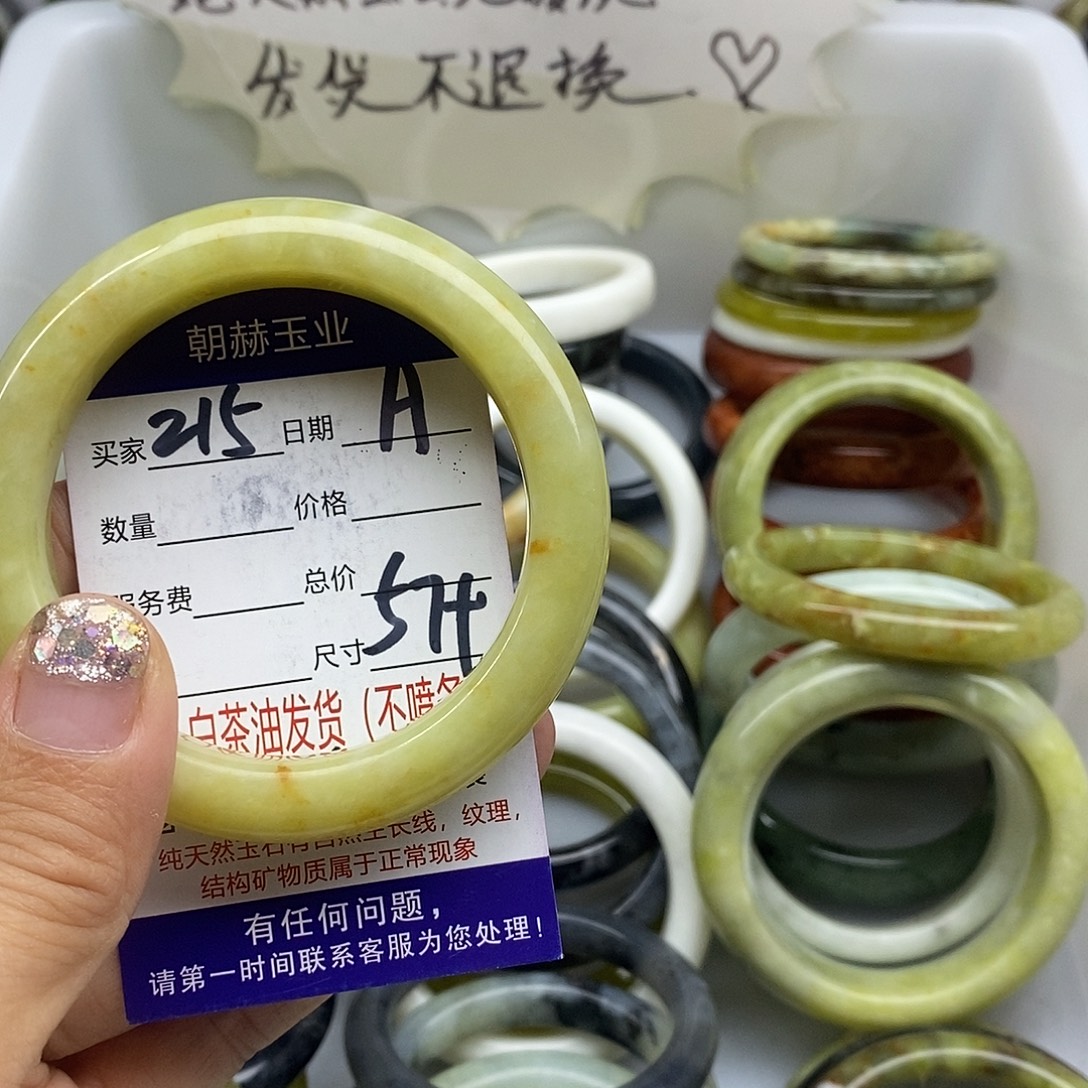 发货不退换
朝赫玉业
买家 215 日期 A
数量 价格
服务费 总价
尺寸 54
白茶油发货（不喷
纯天然玉石有自然生长线，纹理，
结构矿物质属于正常现象
有任何问题，
请第一时间联系客服为您处理！